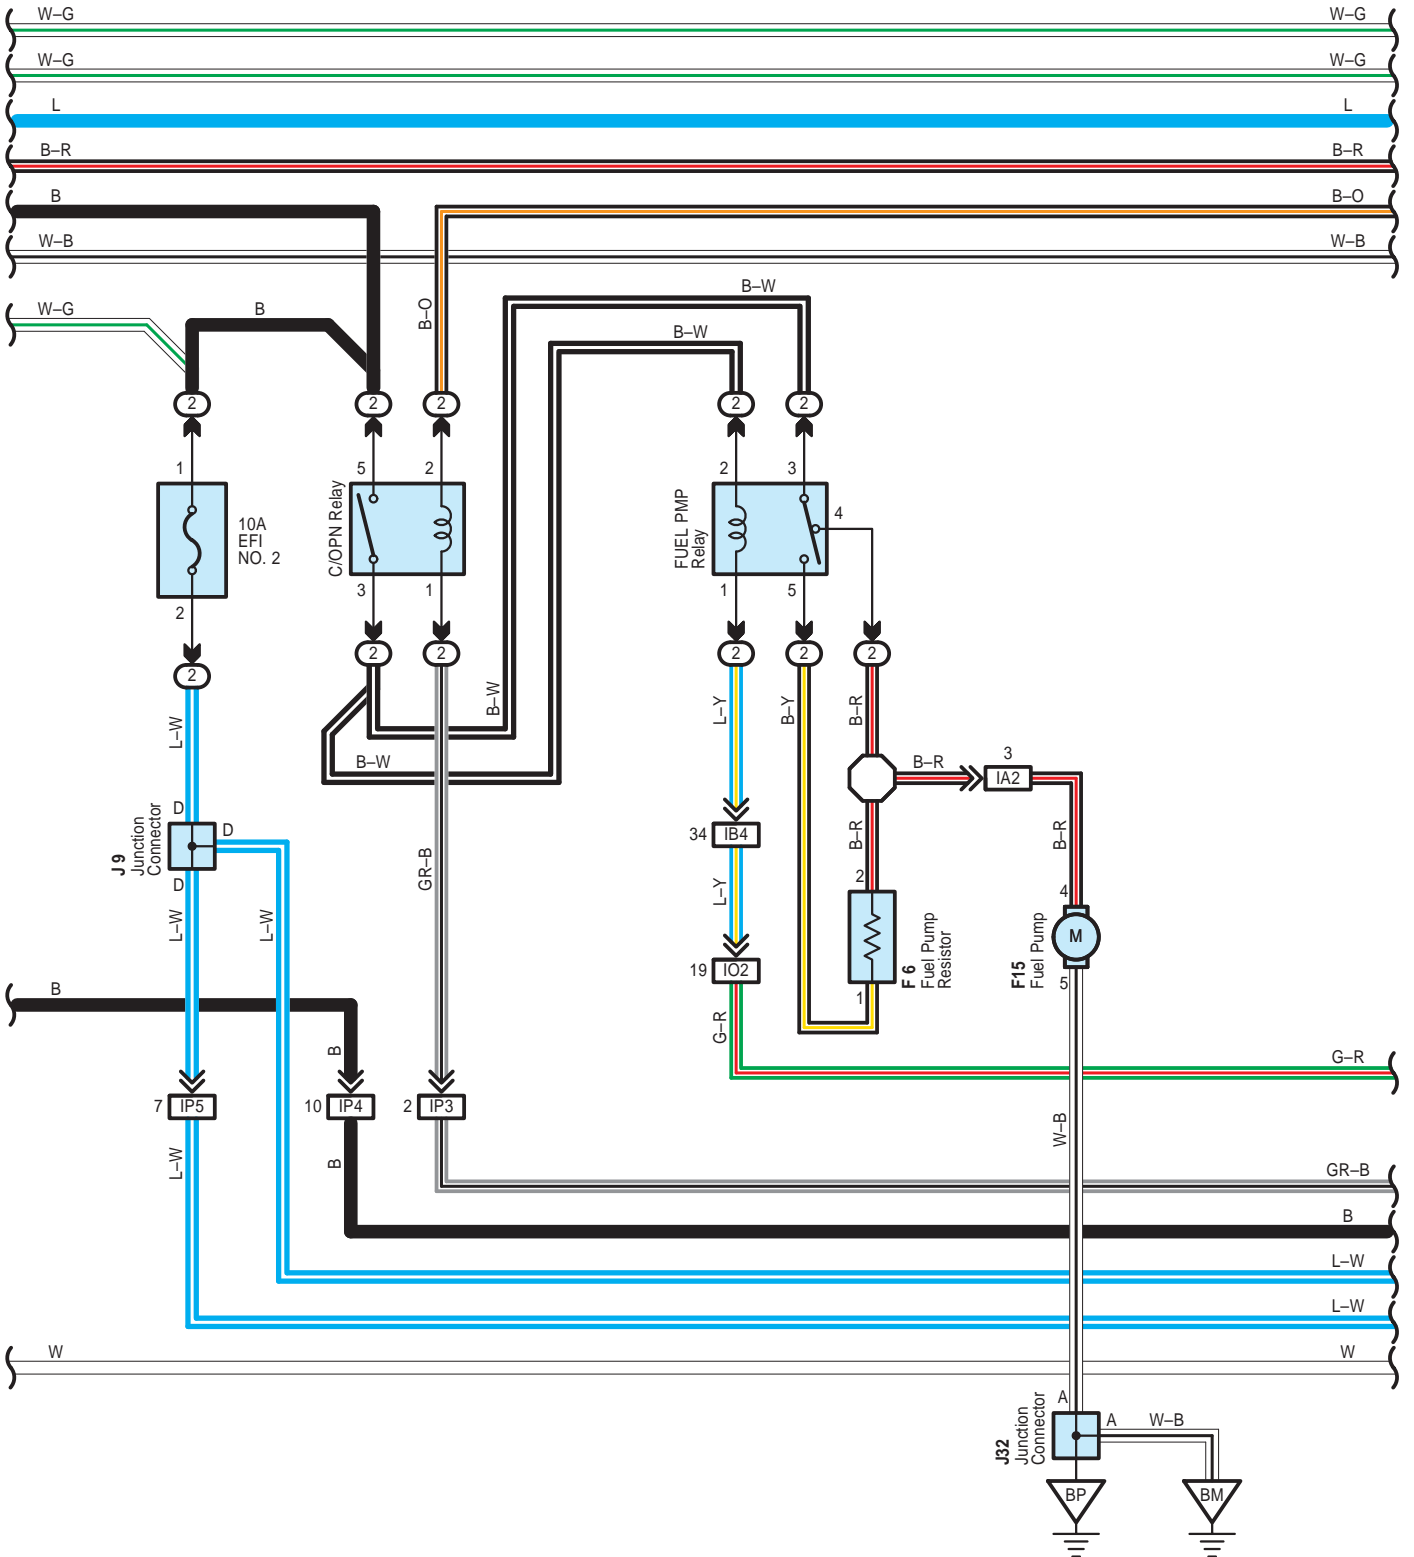 W–G W–G
W–G W–G
L L
B–R B–R
B B–O
W–B W–B
B–W
W–G B B–O
B–W
2 2 2 2 2
1 5 2 2 3
10A
EFI
NO. 2
C/OPN Relay
FUEL PMP
Relay
4
2 3 1 1 5
2 2 2 2 2 2
L–W B–W L–Y B–Y B–R
B–W
B–R 3
IA2
J 9
Junction
Connector
D D
D
34 IB4
B–R B–R
GR–B
L–Y
2 4
L–W L–W
M
F 6
Fuel Pump
Resistor
F15
Fuel Pump
19 IO2
1 5
B
G–R
B
G–R
7 IP5 10 IP4 2 IP3
L–W B W–B
GR–B
B
L–W
L–W
W W
J32
Junction
Connector
A A W–B
BP BM